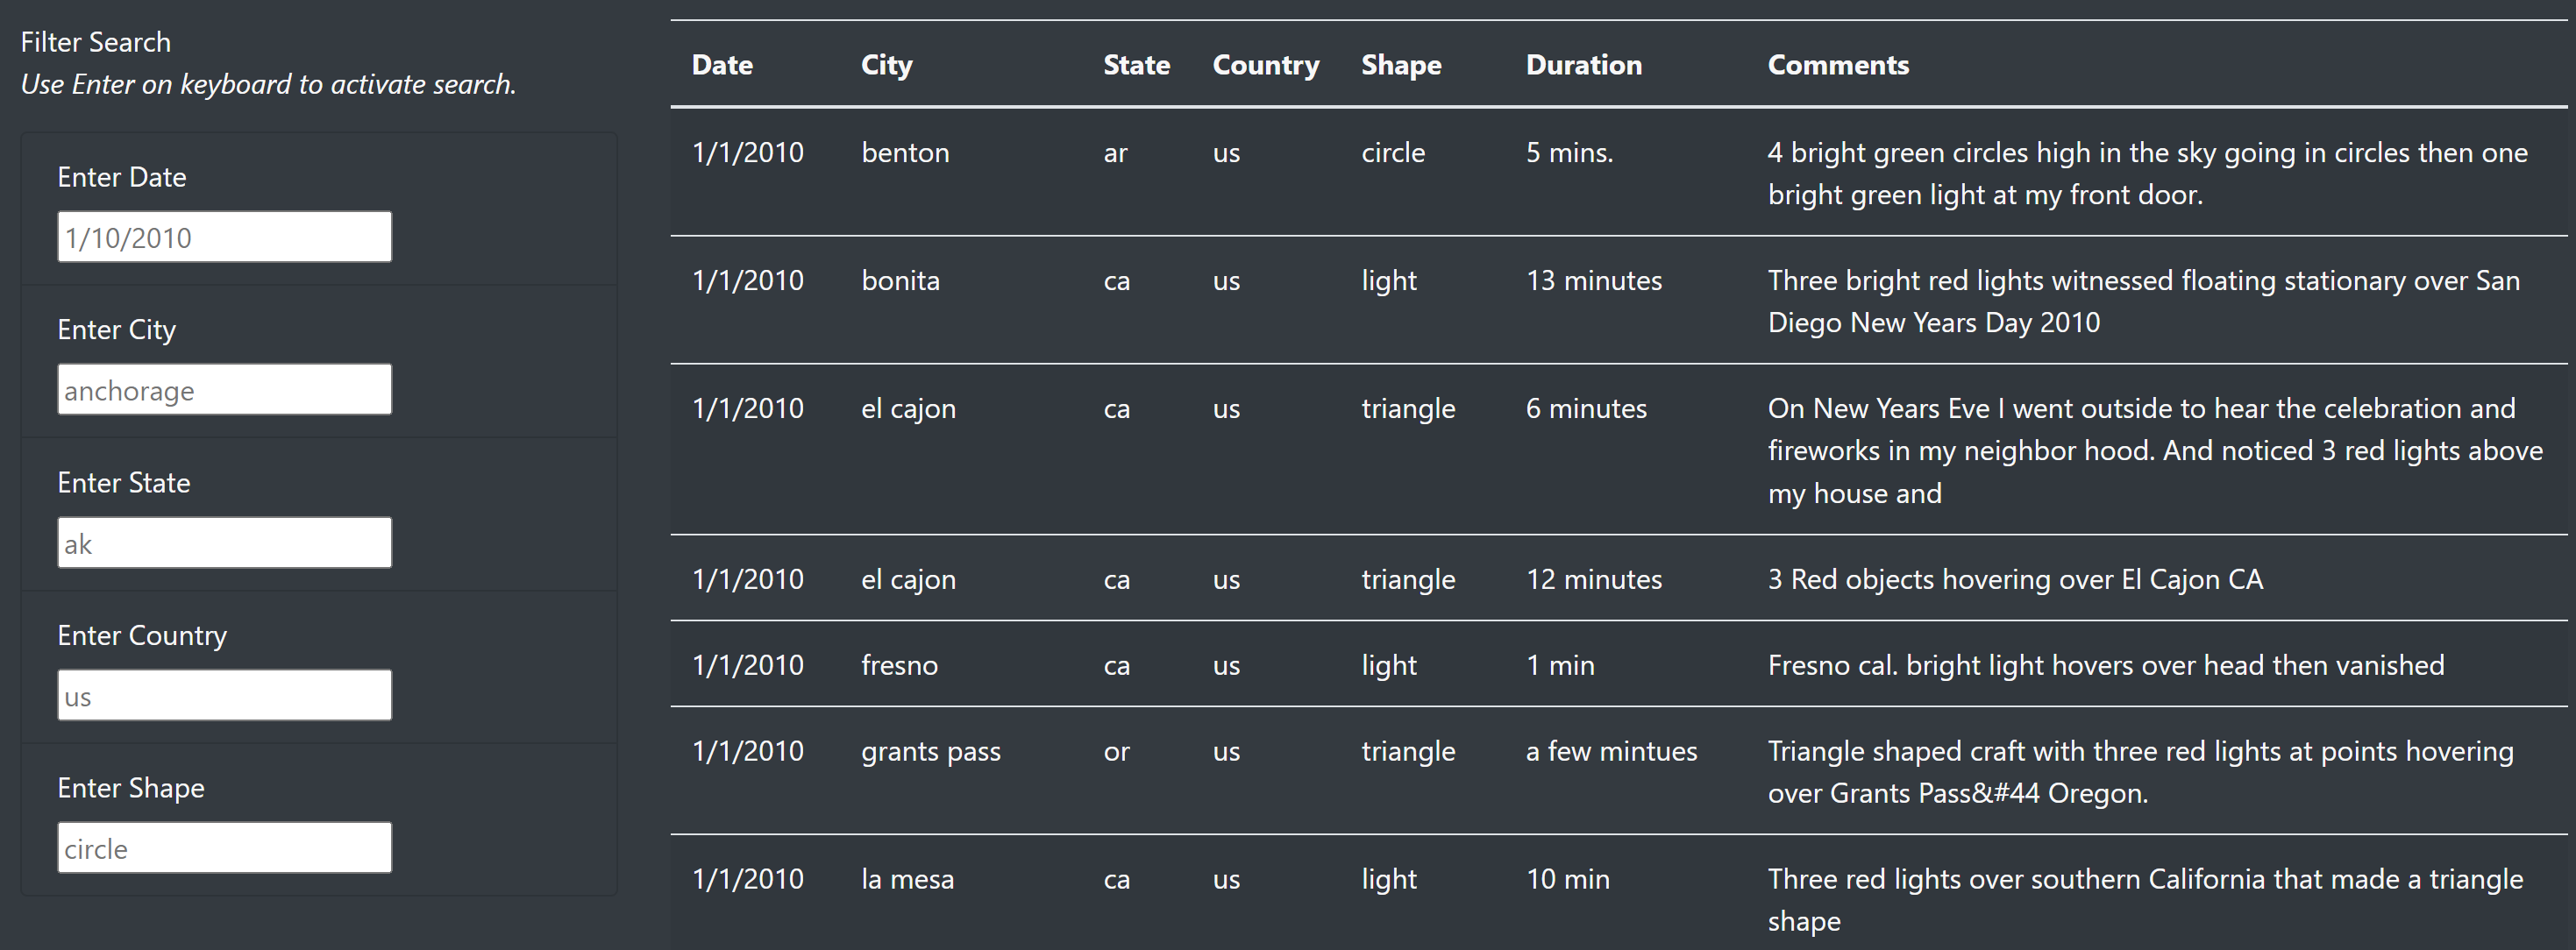 Filter Search
Use Enter on keyboard to activate search.
Enter Date
1/10/2010
Enter City
anchorage
Enter State
ak
Enter Country
us
Enter Shape
circle
Date City State Country Shape Duration Comments
1/1/2010 benton ar us circle 5 mins. 4 bright green circles high in the sky going in circles then one
bright green light at my front door.
1/1/2010 bonita ca us light 13 minutes Three bright red lights witnessed floating stationary over San
Diego New Years Day 2010
1/1/2010 el cajon ca us triangle 6 minutes On New Years Eve I went outside to hear the celebration and
fireworks in my neighbor hood. And noticed 3 red lights above
my house and
1/1/2010 el cajon ca us triangle 12 minutes 3 Red objects hovering over El Cajon CA
1/1/2010 fresno ca us light 1 min Fresno cal. bright light hovers over head then vanished
1/1/2010 grants pass or us triangle a few mintues Triangle shaped craft with three red lights at points hovering
over Grants Pass&#44 Oregon.
1/1/2010 la mesa ca us light 10 min Three red lights over southern California that made a triangle
shape